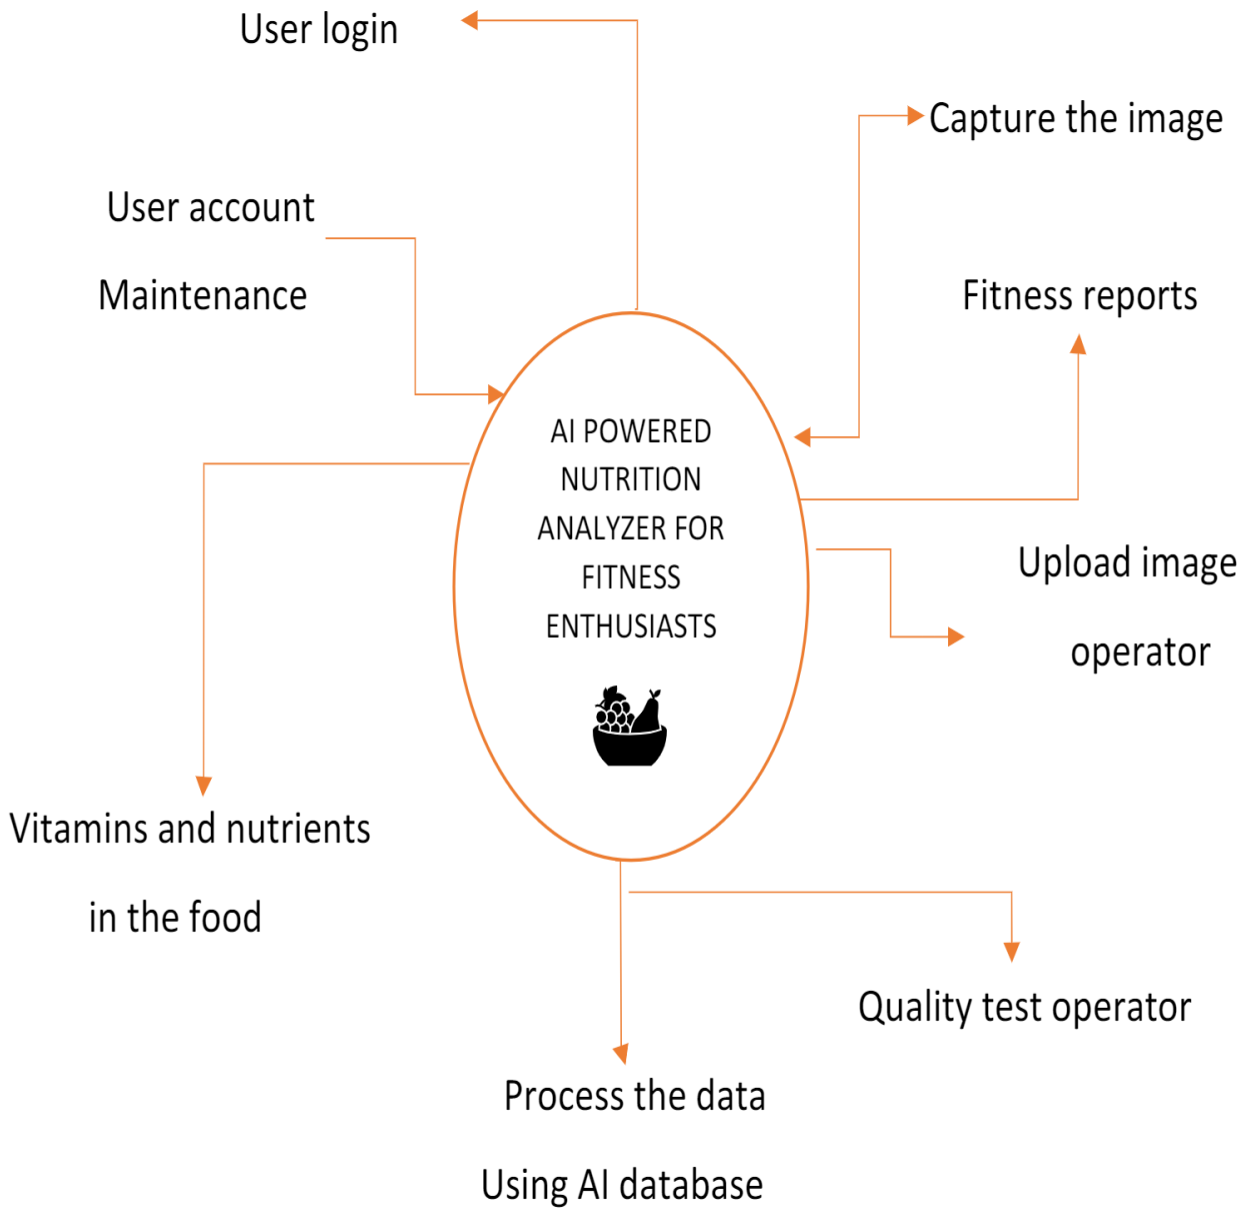 User login
Capture the image
User account
Maintenance
Fitness reports
AI POWERED
NUTRITION
ANALYZER FOR
FITNESS
ENTHUSIASTS
Upload image
operator
Vitamins and nutrients
in the food
Quality test operator
Process the data
Using AI database